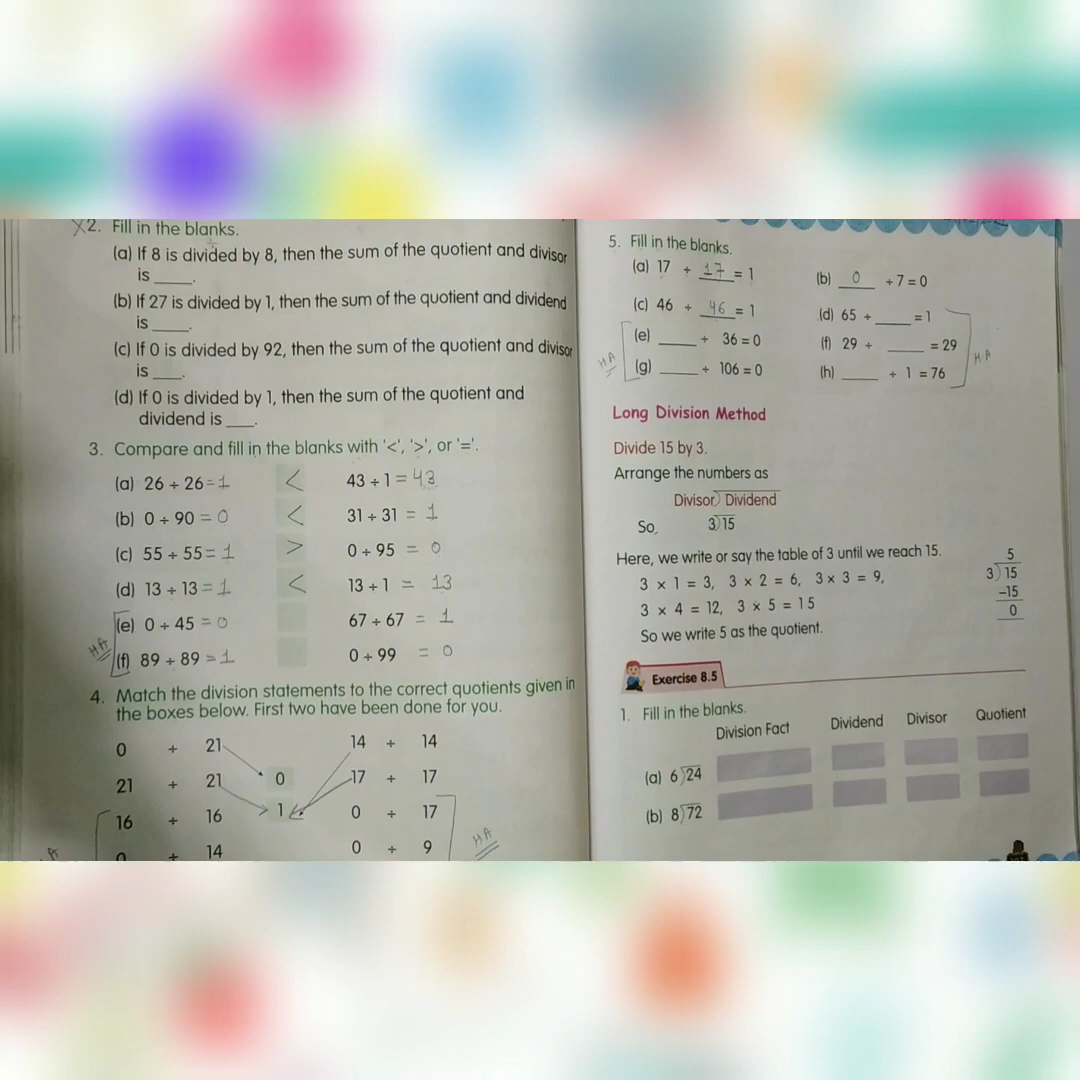 X2. Fill in the blanks.
(a) If 8 is divided by 8, then the sum of the quotient and divisor
is ____.
(b) If 27 is divided by 1, then the sum of the quotient and dividend
is ____.
(c) If 0 is divided by 92, then the sum of the quotient and divisor
is ____.
(d) If 0 is divided by 1, then the sum of the quotient and
dividend is ____.
3. Compare and fill in the blanks with '<', '>', or '='.
(a) 26 ÷ 26 = 1 < 43 ÷ 1 = 43
(b) 0 ÷ 90 = 0 < 31 ÷ 31 = 1
(c) 55 ÷ 55 = 1 > 0 ÷ 95 = 0
(d) 13 ÷ 13 = 1 < 13 ÷ 1 = 13
(e) 0 ÷ 45 = 0 67 ÷ 67 = 1
HA (f) 89 ÷ 89 = 1 0 ÷ 99 = 0
4. Match the division statements to the correct quotients given in
the boxes below. First two have been done for you.
0 ÷ 21 14 ÷ 14
21 ÷ 21 0 17 ÷ 17
16 ÷ 16 1 0 ÷ 17
0 ÷ 14 0 ÷ 9 HA
5. Fill in the blanks.
(a) 17 ÷ 17 = 1 (b) 0 ÷ 7 = 0
(c) 46 ÷ 46 = 1 (d) 65 ÷ ____ = 1
(e) ____ ÷ 36 = 0 (f) 29 ÷ ____ = 29
HA (g) ____ ÷ 106 = 0 (h) ____ ÷ 1 = 76 HA
Long Division Method
Divide 15 by 3.
Arrange the numbers as
Divisor) Dividend
So, 3)15
Here, we write or say the table of 3 until we reach 15.
3 × 1 = 3, 3 × 2 = 6, 3 × 3 = 9,
3 × 4 = 12, 3 × 5 = 15
So we write 5 as the quotient.
5
3)15
–15
0
Exercise 8.5
1. Fill in the blanks.
Division Fact Dividend Divisor Quotient
(a) 6)24
(b) 8)72